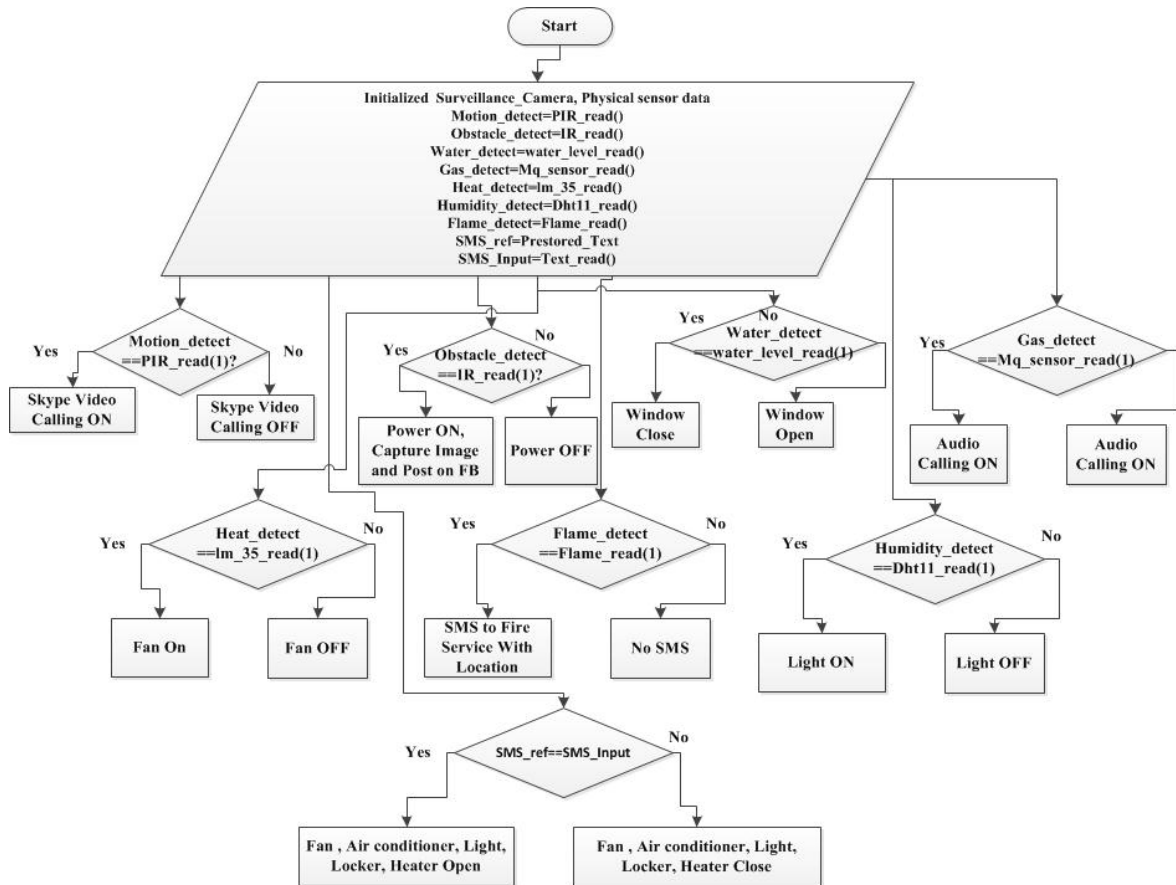 Start
Initialized Surveillance_Camera, Physical sensor data
Motion_detect=PIR_read()
Obstacle_detect=IR_read()
Water_detect=water_level_read()
Gas_detect=Mq_sensor_read()
Heat_detect=lm_35_read()
Humidity_detect=Dht11_read()
Flame_detect=Flame_read()
SMS_ref=Prestored_Text
SMS_Input=Text_read()
Yes
Motion_detect
==PIR_read(1)?
No
Skype Video
Calling ON
Skype Video
Calling OFF
Yes
Obstacle_detect
==IR_read(1)?
No
Power ON,
Capture Image
and Post on FB
Power OFF
Yes
No
Water_detect
==water_level_read(1)
Window
Close
Window
Open
Yes
Gas_detect
==Mq_sensor_read(1)
No
Audio
Calling ON
Audio
Calling ON
Yes
Heat_detect
==lm_35_read(1)
No
Fan On
Fan OFF
Yes
Flame_detect
==Flame_read(1)
No
SMS to Fire
Service With
Location
No SMS
Yes
Humidity_detect
==Dht11_read(1)
No
Light ON
Light OFF
Yes
SMS_ref==SMS_Input
No
Fan , Air conditioner, Light,
Locker, Heater Open
Fan , Air conditioner, Light,
Locker, Heater Close